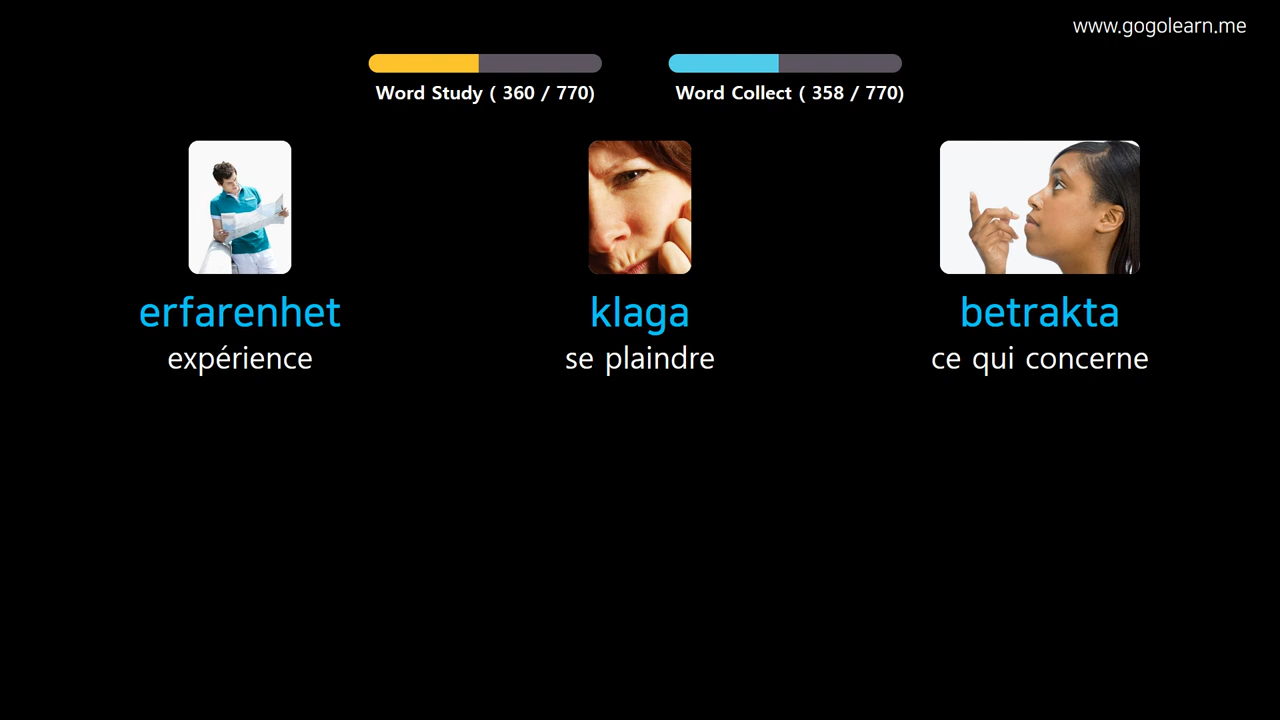 www.gogolearn.me
Word Study ( 360 / 770)
Word Collect ( 358 / 770)
erfarenhet
expérience
klaga
se plaindre
betrakta
ce qui concerne